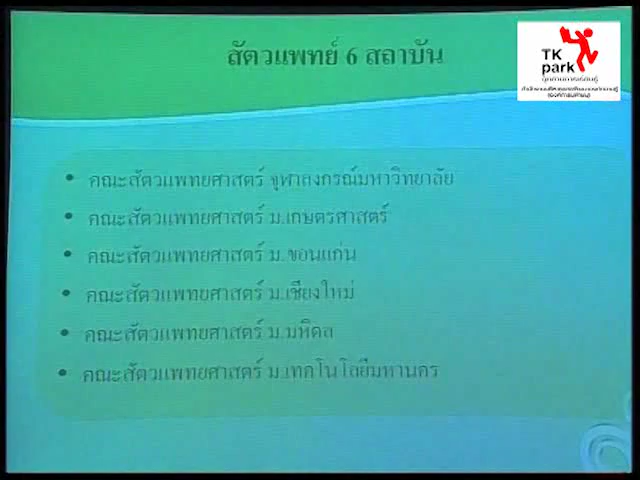 สัตวแพทย์ 6 สถาบัน
TK
park
อุทยานการเรียนรู้
• คณะสัตวแพทยศาสตร์ จุฬาลงกรณ์มหาวิทยาลัย
• คณะสัตวแพทยศาสตร์ ม.เกษตรศาสตร์
• คณะสัตวแพทยศาสตร์ ม.ขอนแก่น
• คณะสัตวแพทยศาสตร์ ม.เชียงใหม่
• คณะสัตวแพทยศาสตร์ ม.มหิดล
• คณะสัตวแพทยศาสตร์ ม.เทคโนโลยีมหานคร